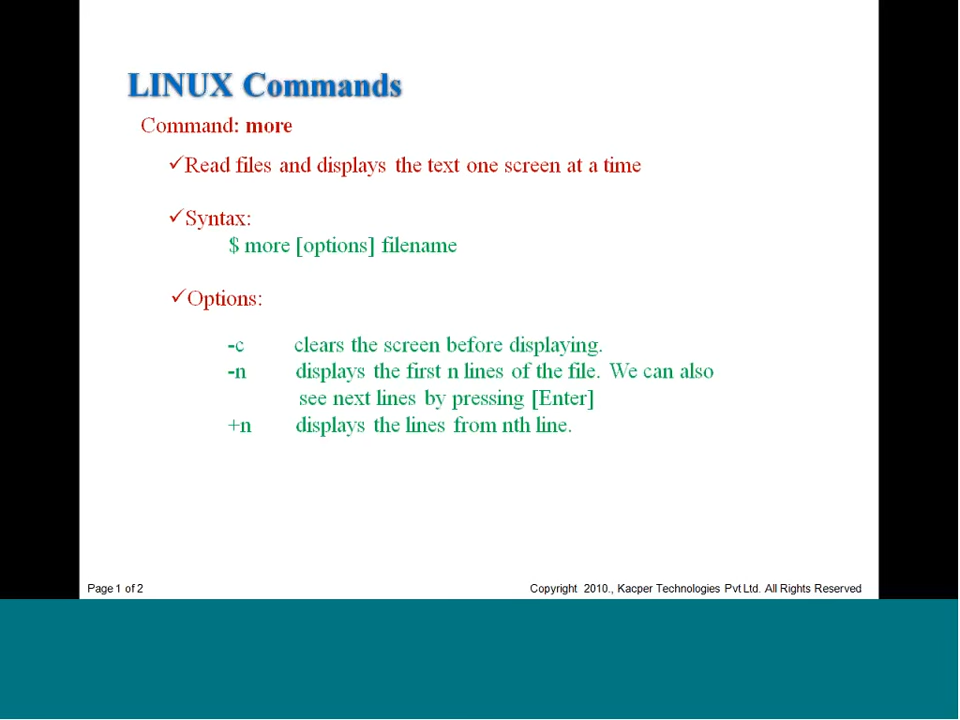 LINUX Commands
Command: more
✓Read files and displays the text one screen at a time
✓Syntax:
$ more [options] filename
✓Options:
-c clears the screen before displaying.
-n displays the first n lines of the file. We can also
see next lines by pressing [Enter]
+n displays the lines from nth line.
Page 1 of 2
Copyright 2010., Kacper Technologies Pvt Ltd. All Rights Reserved